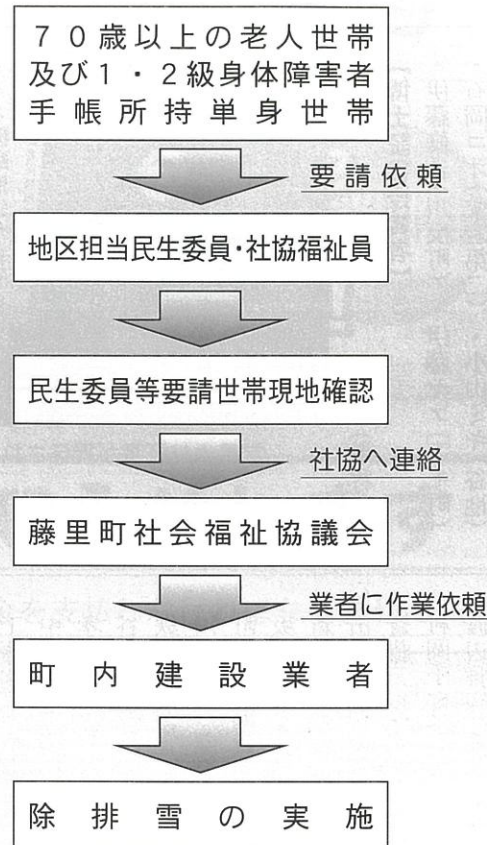 70歳以上の老人世帯
及び1・2級身体障害者
手帳所持単身世帯
要請依頼
地区担当民生委員・社協福祉員
民生委員等要請世帯現地確認
社協へ連絡
藤里町社会福祉協議会
業者に作業依頼
町内建設業者
除排雪の実施